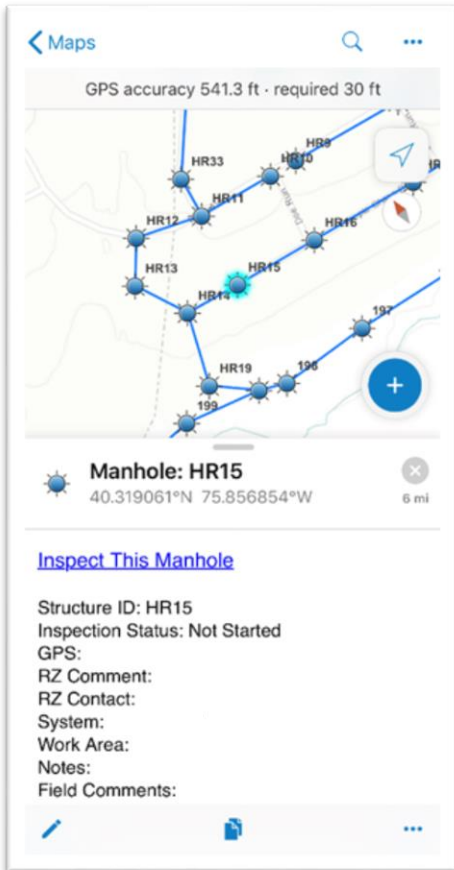 Maps
GPS accuracy 541.3 ft · required 30 ft
HR9
HR10
HR33
HR11
HR
HR12
HR16
HR13
HR15
HR14
197
HR19
198
199
Manhole: HR15
40.319061°N 75.856854°W
6 mi
Inspect This Manhole
Structure ID: HR15
Inspection Status: Not Started
GPS:
RZ Comment:
RZ Contact:
System:
Work Area:
Notes:
Field Comments: